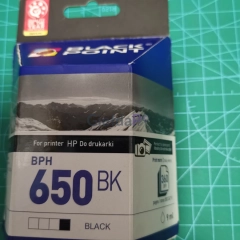 BLACK
POINT
For printer HP Do drukarki
BPH
650 BK
BLACK